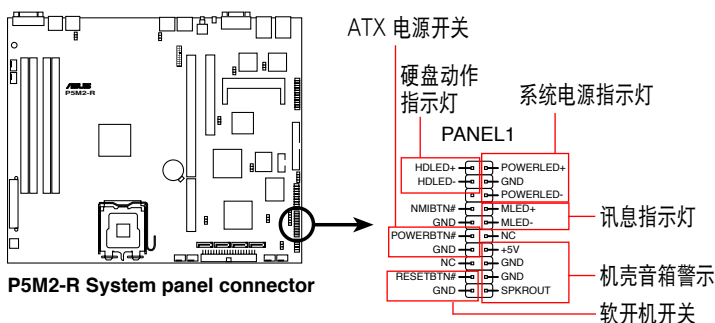 ATX 电源开关
硬盘动作
指示灯
系统电源指示灯
PANEL1
/SUS
P5M2-R
HDLED+ POWERLED+
HDLED- GND
POWERLED-
NMIBTN# MLED+
GND MLED-
POWERBTN# NC
GND +5V
NC GND
RESETBTN# GND
GND SPKROUT
讯息指示灯
机壳音箱警示
软开机开关
P5M2-R System panel connector